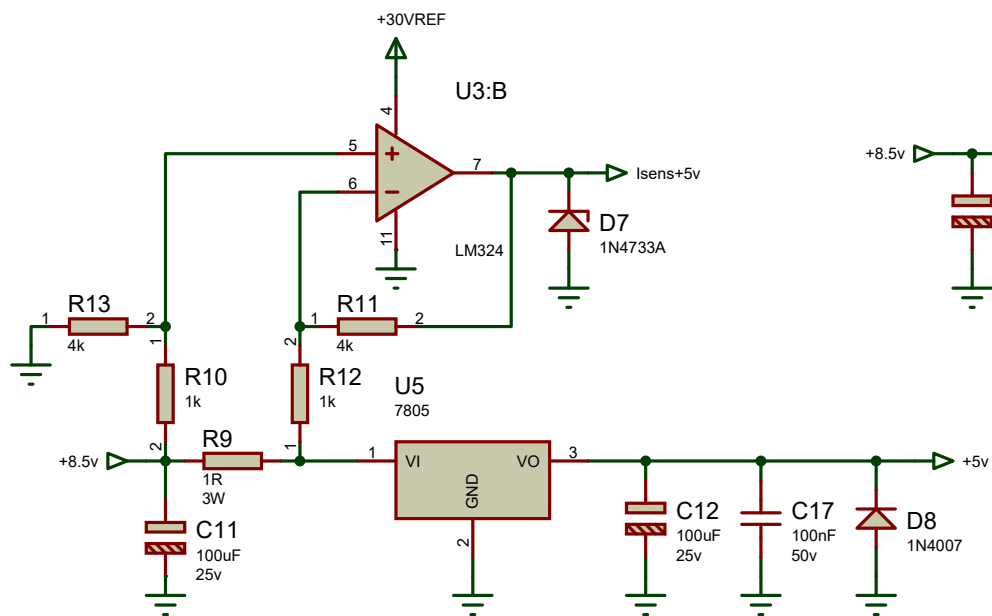 +30VREF
U3:B
4
5
+
7
6
−
11
LM324
Isens+5v
D7
1N4733A
+8.5v
R13
1
2
4k
R11
1
2
4k
1
R10
1k
2
2
R12
1k
1
U5
7805
+8.5v
R9
1R
3W
1
VI
VO
3
GND
2
+5v
C11
100uF
25v
C12
100uF
25v
C17
100nF
50v
D8
1N4007